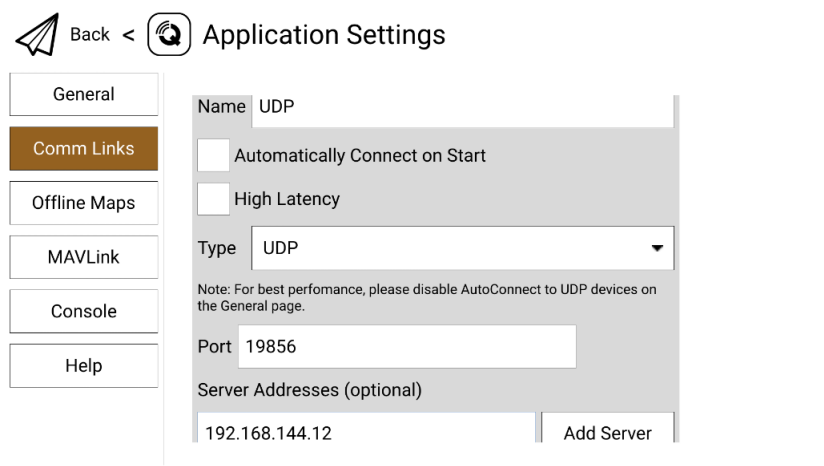 Back < Application Settings
General
Comm Links
Offline Maps
MAVLink
Console
Help
Name UDP
Automatically Connect on Start
High Latency
Type UDP
Note: For best perfomance, please disable AutoConnect to UDP devices on
the General page.
Port 19856
Server Addresses (optional)
192.168.144.12 Add Server